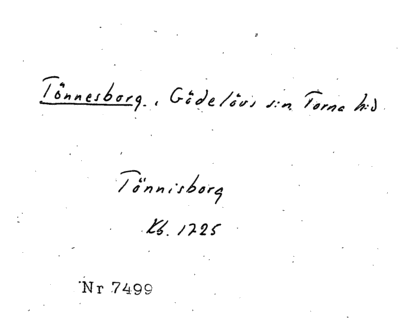 Tönnesborg, Gödelövs s:n Torna h:d
Tönnisborg
Kb. 1725
Nr 7499